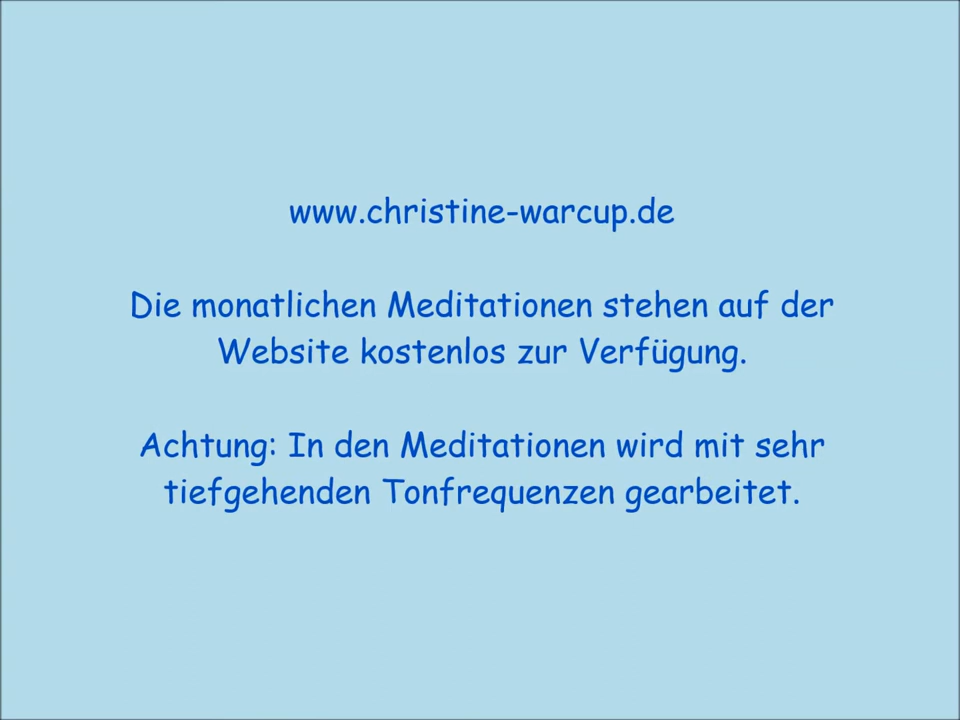 www.christine-warcup.de
Die monatlichen Meditationen stehen auf der
Website kostenlos zur Verfügung.
Achtung: In den Meditationen wird mit sehr
tiefgehenden Tonfrequenzen gearbeitet.